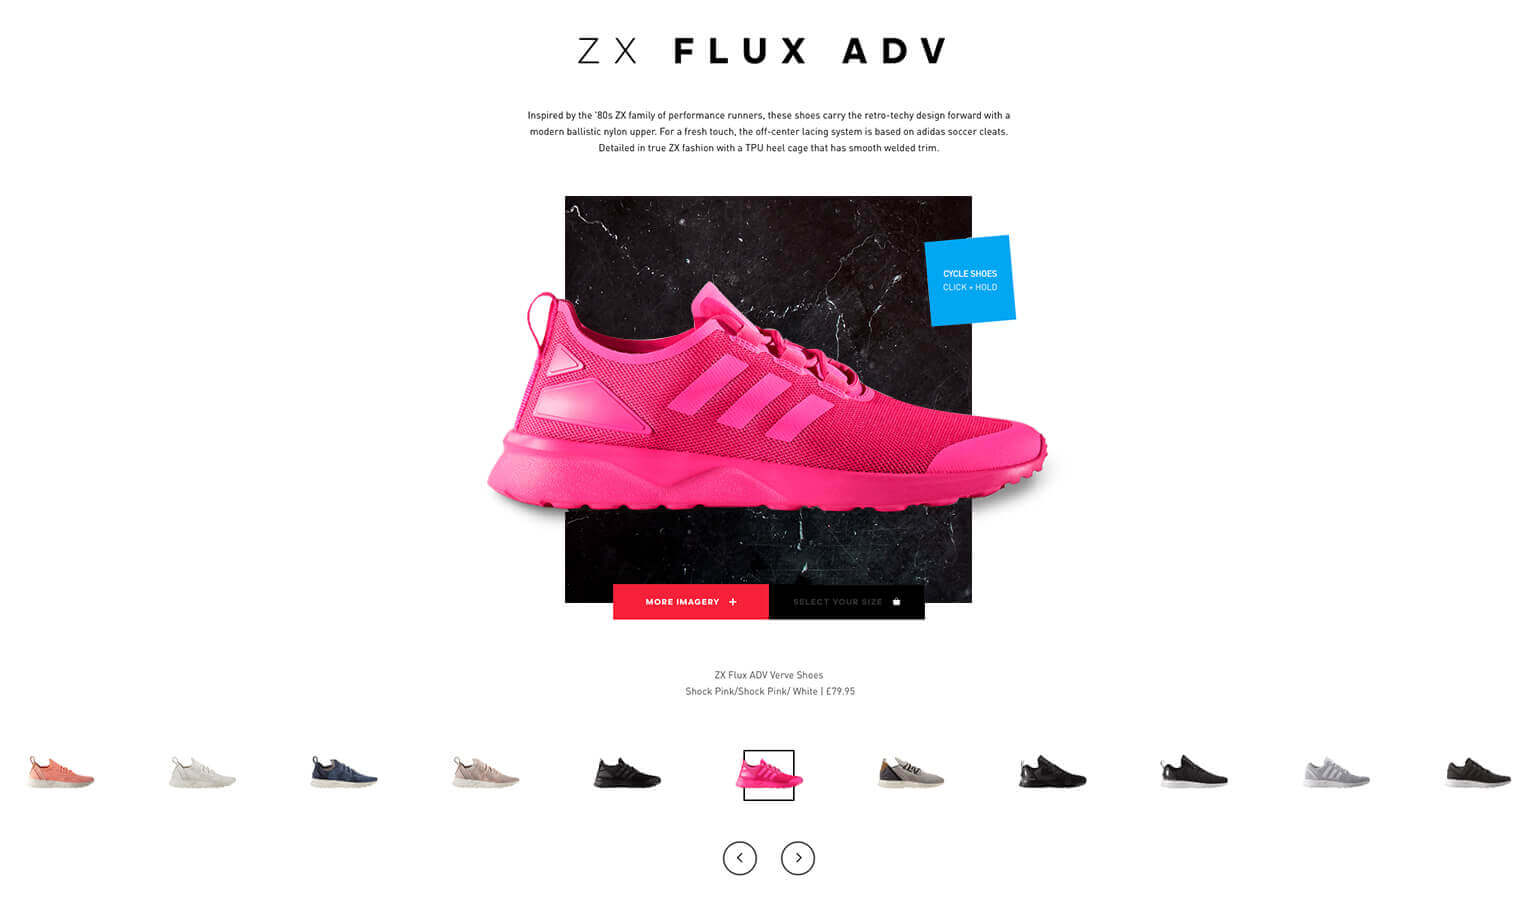 ZX FLUX ADV
Inspired by the '80s ZX family of performance runners, these shoes carry the retro-techy design forward with a
modern ballistic nylon upper. For a fresh touch, the off-center lacing system is based on adidas soccer cleats.
Detailed in true ZX fashion with a TPU heel cage that has smooth welded trim.
CYCLE SHOES
CLICK + HOLD
MORE IMAGERY +
SELECT YOUR SIZE
ZX Flux ADV Verve Shoes
Shock Pink/Shock Pink/ White | £79.95